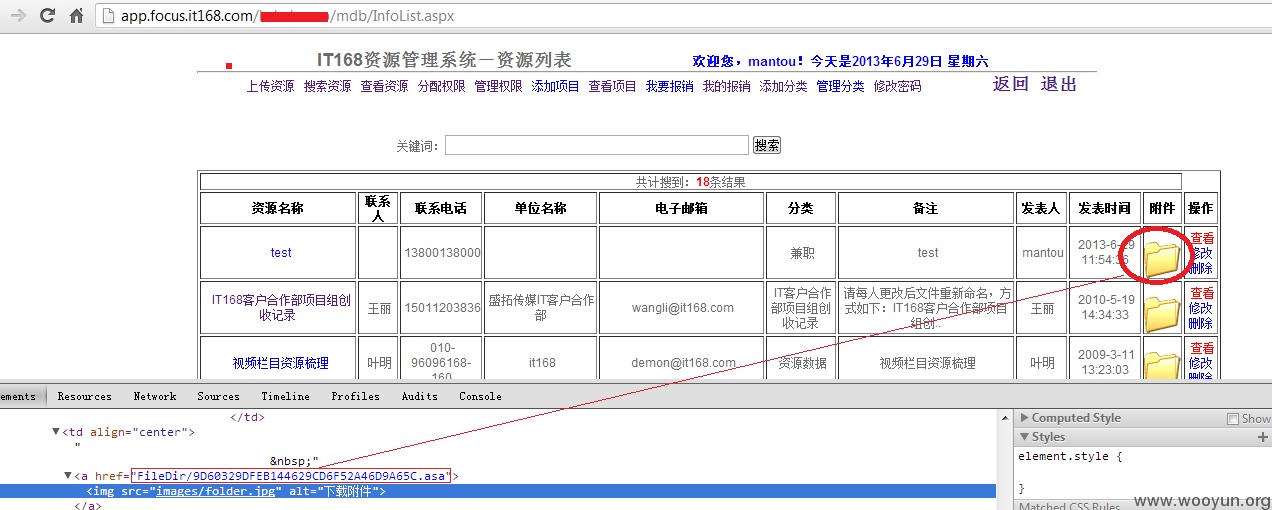 app.focus.it168.com/ /mdb/InfoList.aspx
IT168资源管理系统－资源列表 欢迎您，mantou！今天是2013年6月29日 星期六
上传资源 搜索资源 查看资源 分配权限 管理权限 添加项目 查看项目 我要报销 我的报销 添加分类 管理分类 修改密码 返回 退出
关键词： 搜索
共计搜到：18条结果
资源名称 联系人 联系电话 单位名称 电子邮箱 分类 备注 发表人 发表时间 附件 操作
test 13800138000 兼职 test mantou 2013-6-29 11:54:36 查看 修改 删除
IT168客户合作部项目组创收记录 王丽 15011203836 盛拓传媒IT客户合作部 wangli@it168.com IT客户合作部项目组创收记录 请每人更改后文件重新命名，方式如下：IT168客户合作部项目组创.. 王丽 2010-5-19 14:34:33 查看 修改 删除
视频栏目资源梳理 叶明 010-96096168-160 it168 demon@it168.com 资源数据 视频栏目资源梳理 叶明 2009-3-11 13:23:03 查看 修改 删除
ements Resources Network Sources Timeline Profiles Audits Console
</td>
▼<td align="center">
"
&nbsp;"
▼<a href="FileDir/9D60329DFEB144629CD6F52A46D9A65C.asa">
<img src="images/folder.jpg" alt="下载附件">
</a>
▶ Computed Style Show
▼ Styles
element.style {
}
Matched CSS Rules
www.wooyun.org